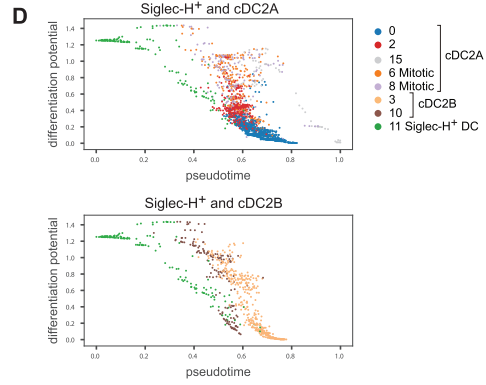 D
Siglec-H+ and cDC2A
differentiation potential
1.4
1.2
1.0
0.8
0.6
0.4
0.2
0.0
0.0 0.2 0.4 0.6 0.8 1.0
pseudotime
0
2
15
6 Mitotic
8 Mitotic
cDC2A
3
10
cDC2B
11 Siglec-H+ DC
Siglec-H+ and cDC2B
differentiation potential
1.4
1.2
1.0
0.8
0.6
0.4
0.2
0.0
0.0 0.2 0.4 0.6 0.8 1.0
pseudotime